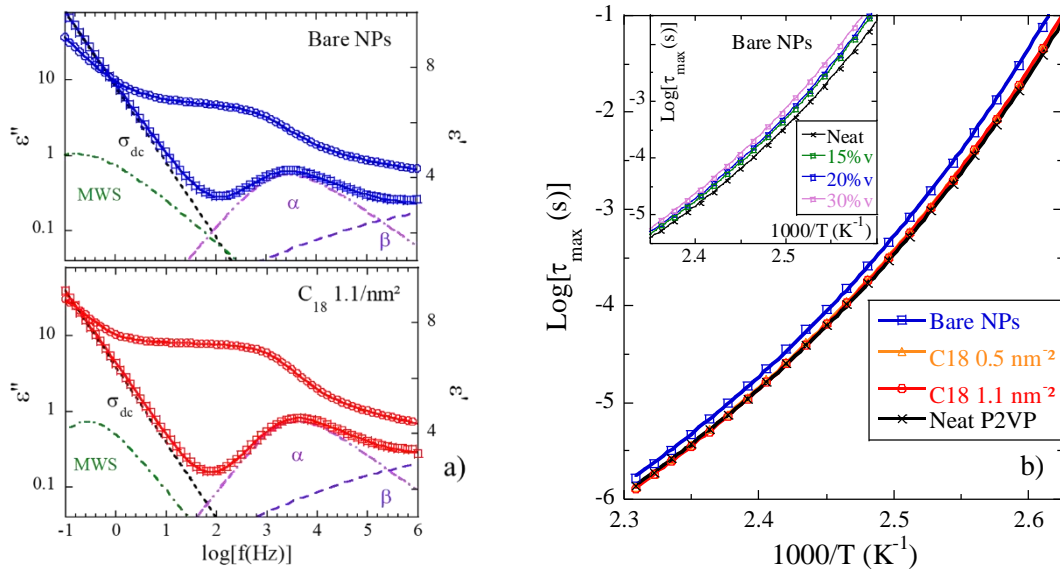 Bare NPs
10
1
0.1
ε"
8
6
4
2
ε'
σdc
MWS
α
β
C18 1.1/nm²
10
1
0.1
ε"
8
6
4
2
ε'
σdc
MWS
α
β
a)
-1 0 1 2 3 4 5 6
log[f(Hz)]
-1
-2
-3
-4
-5
-6
Log[τmax (s)]
Bare NPs
-3
-4
-5
Log[τmax (s)]
Neat
15% v
20% v
30% v
1000/T (K-1)
2.4 2.5
Bare NPs
C18 0.5 nm⁻²
C18 1.1 nm⁻²
Neat P2VP
b)
2.3 2.4 2.5 2.6
1000/T (K-1)